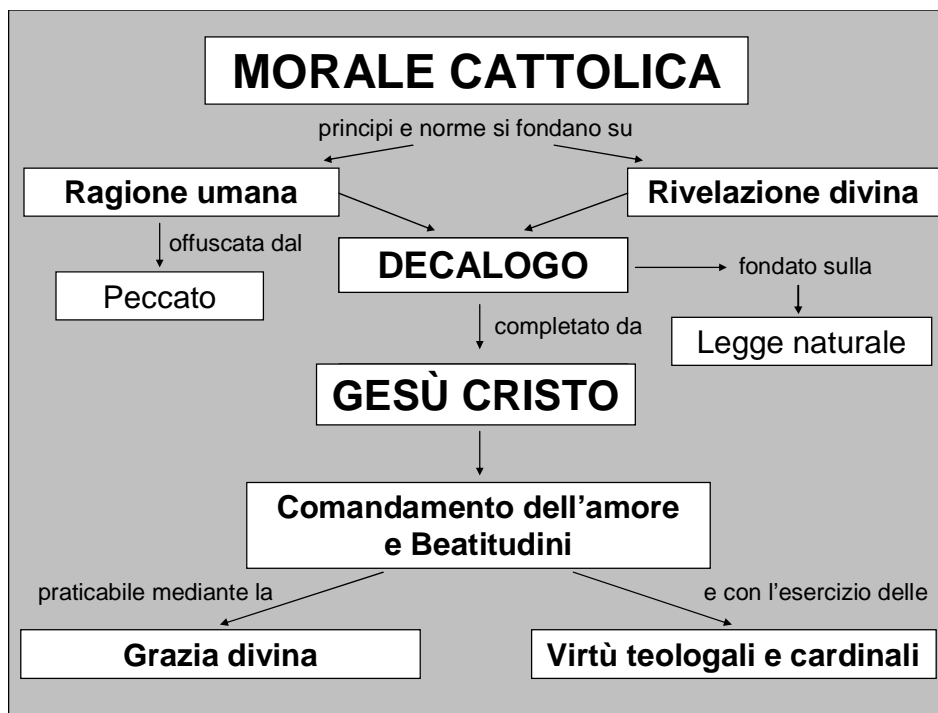 MORALE CATTOLICA
principi e norme si fondano su
Ragione umana
Rivelazione divina
offuscata dal
DECALOGO
fondato sulla
Peccato
completato da
Legge naturale
GESÙ CRISTO
Comandamento dell’amore
e Beatitudini
praticabile mediante la
e con l’esercizio delle
Grazia divina
Virtù teologali e cardinali